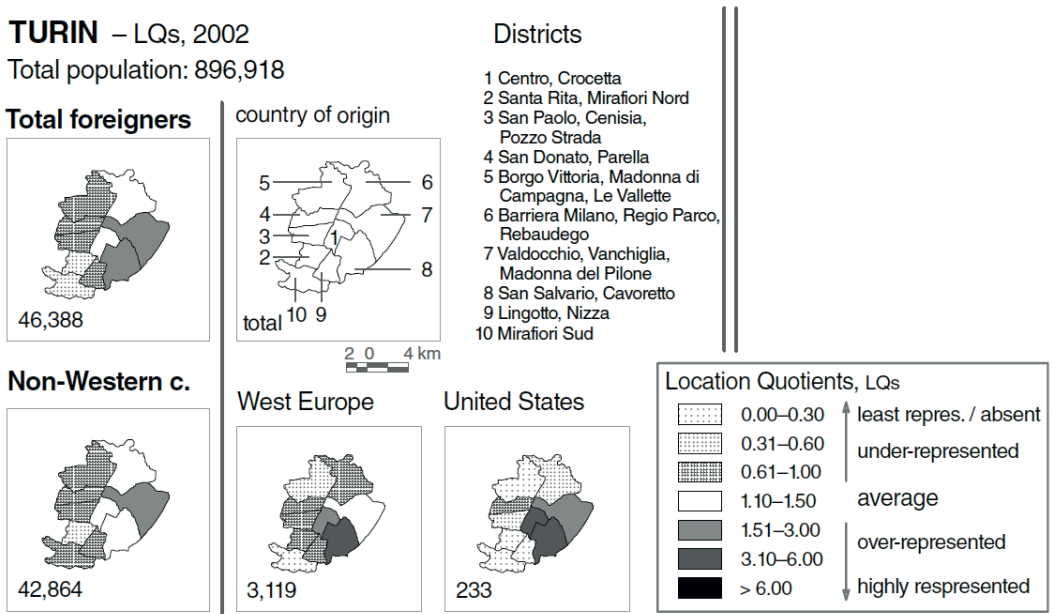 TURIN – LQs, 2002
Total population: 896,918
Total foreigners
46,388
Non-Western c.
42,864
country of origin
5
6
4
7
3
1
2
8
total 10 9
2 0 4 km
West Europe
3,119
United States
233
Districts
1 Centro, Crocetta
2 Santa Rita, Mirafiori Nord
3 San Paolo, Cenisia,
Pozzo Strada
4 San Donato, Parella
5 Borgo Vittoria, Madonna di
Campagna, Le Vallette
6 Barriera Milano, Regio Parco,
Rebaudego
7 Valdocchio, Vanchiglia,
Madonna del Pilone
8 San Salvario, Cavoretto
9 Lingotto, Nizza
10 Mirafiori Sud
Location Quotients, LQs
0.00–0.30 least repres. / absent
0.31–0.60
under-represented
0.61–1.00
1.10–1.50 average
1.51–3.00
over-represented
3.10–6.00
> 6.00 highly respresented